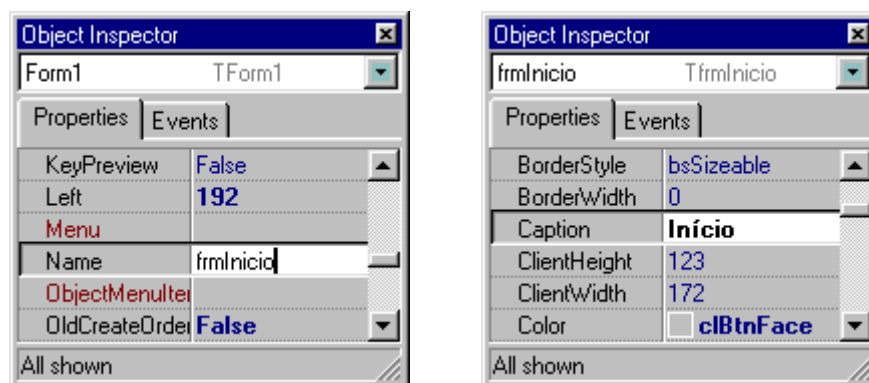 Object Inspector
Form1 TForm1
Properties Events
KeyPreview False
Left 192
Menu
Name frmInicio
ObjectMenuIter
OldCreateOrder False
All shown
Object Inspector
frmInicio TfrmInicio
Properties Events
BorderStyle bsSizeable
BorderWidth 0
Caption Início
ClientHeight 123
ClientWidth 172
Color clBtnFace
All shown